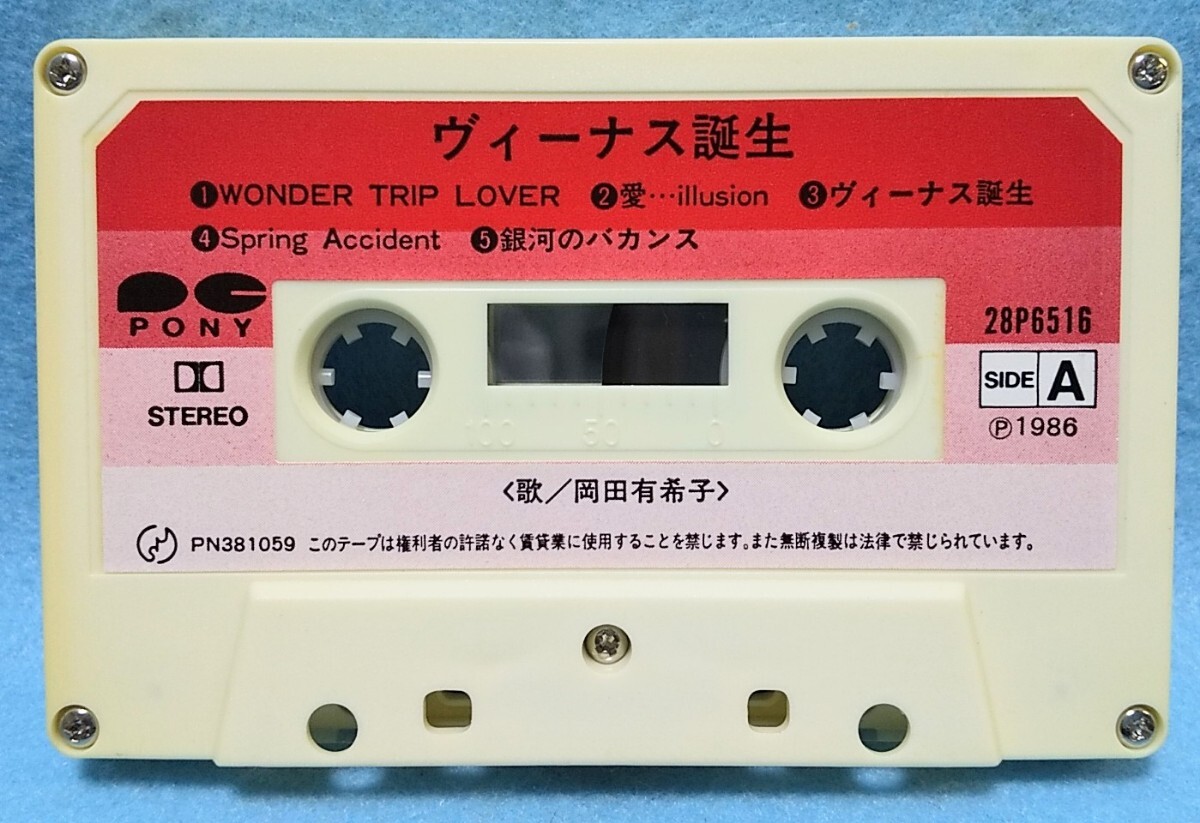 ヴィーナス誕生
❶WONDER TRIP LOVER ❷愛…illusion ❸ヴィーナス誕生
❹Spring Accident ❺銀河のバカンス
PONY
28P6516
STEREO
SIDE A
℗1986
100 50 0
〈歌／岡田有希子〉
PN381059 このテープは権利者の許諾なく賃貸業に使用することを禁じます。また無断複製は法律で禁じられています。